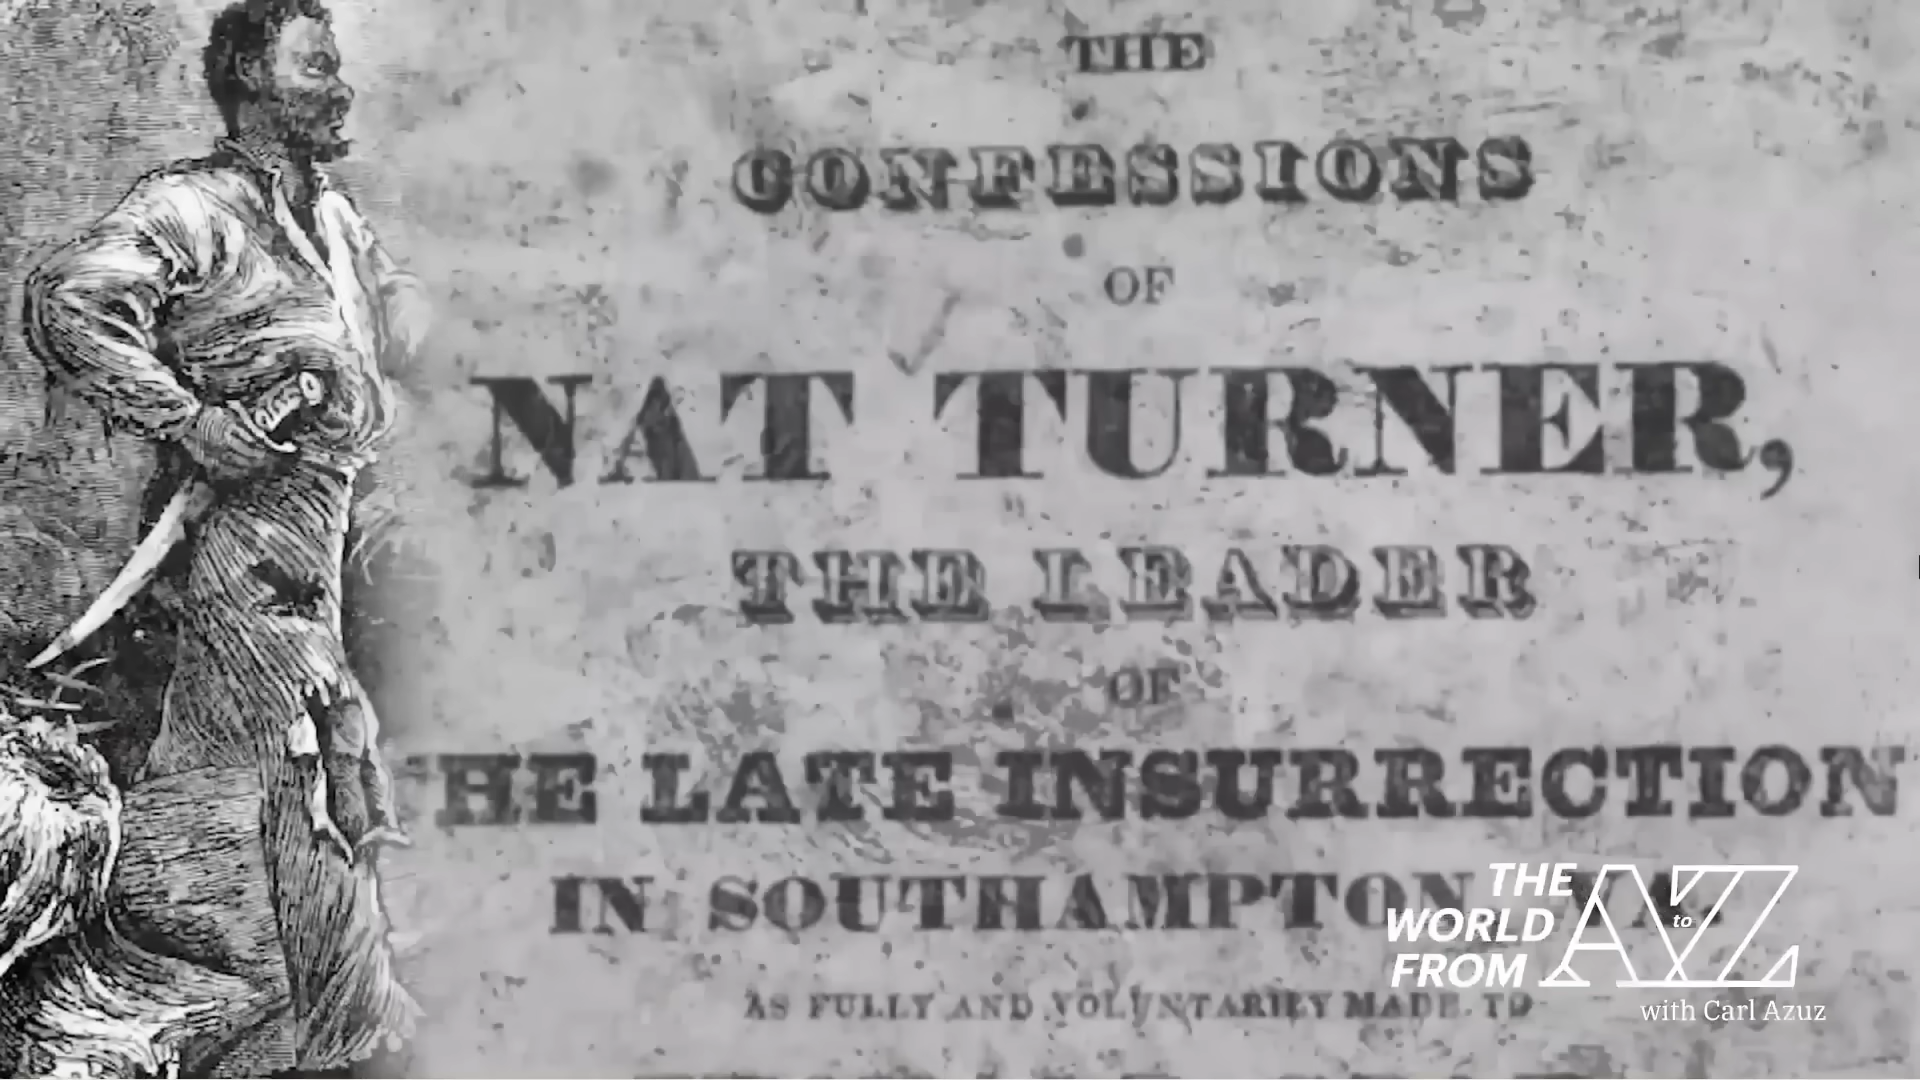 THE
CONFESSIONS
OF
NAT TURNER,
THE LEADER
OF
THE LATE INSURRECTION
IN SOUTHAMPTON, VA.
AS FULLY AND VOLUNTARILY MADE TO
THE
WORLD
FROM
A to Z
with Carl Azuz